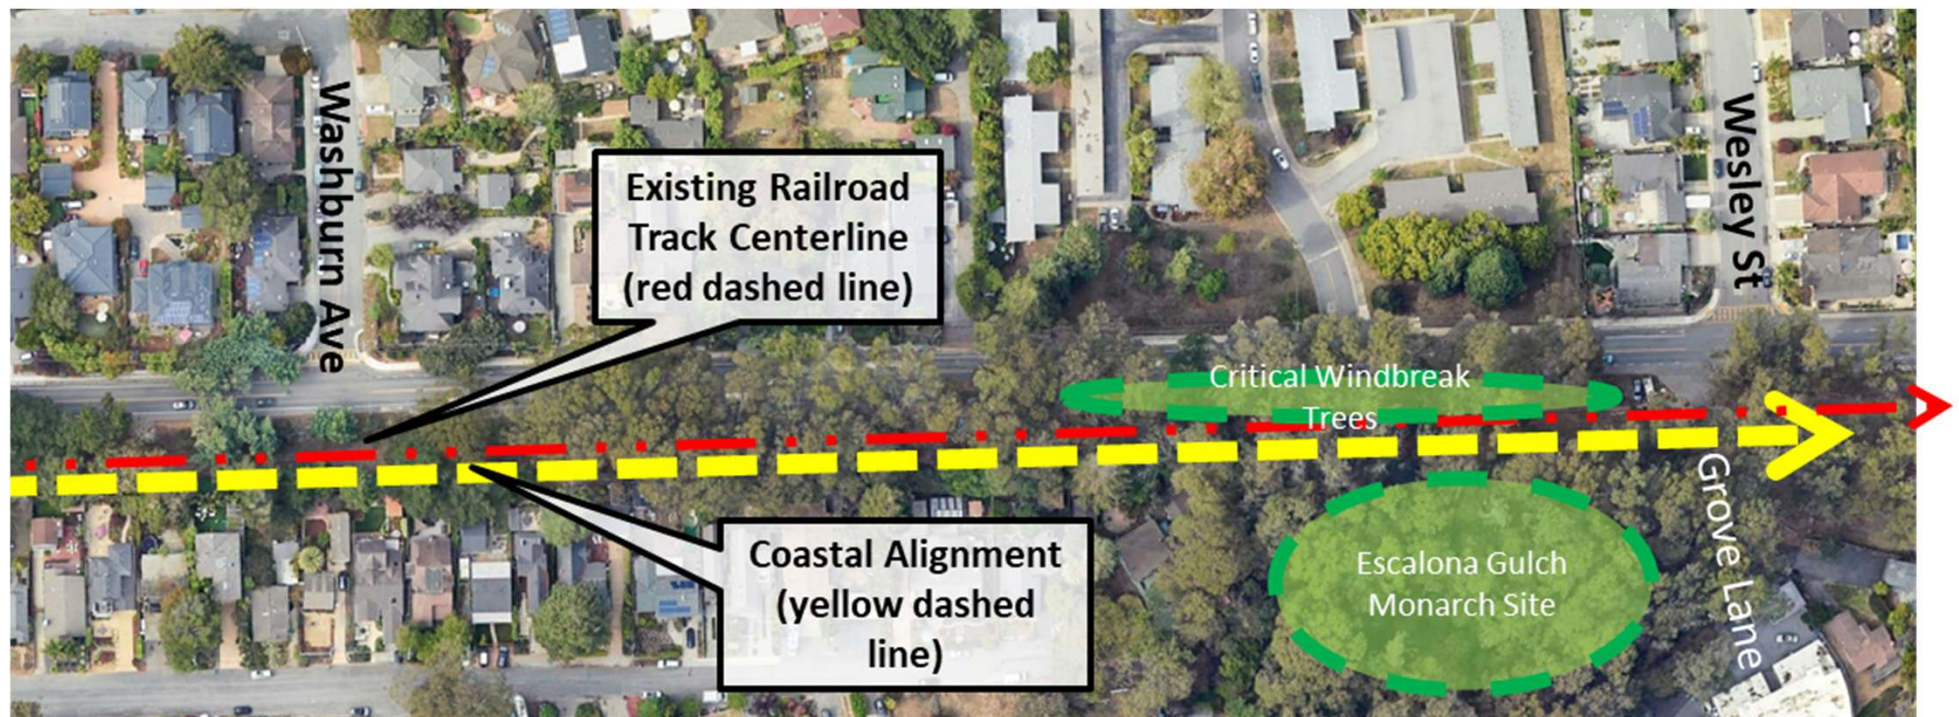 Washburn Ave
Existing Railroad
Track Centerline
(red dashed line)
Wesley St
Critical Windbreak
Trees
Coastal Alignment
(yellow dashed
line)
Escalona Gulch
Monarch Site
Grove Lane